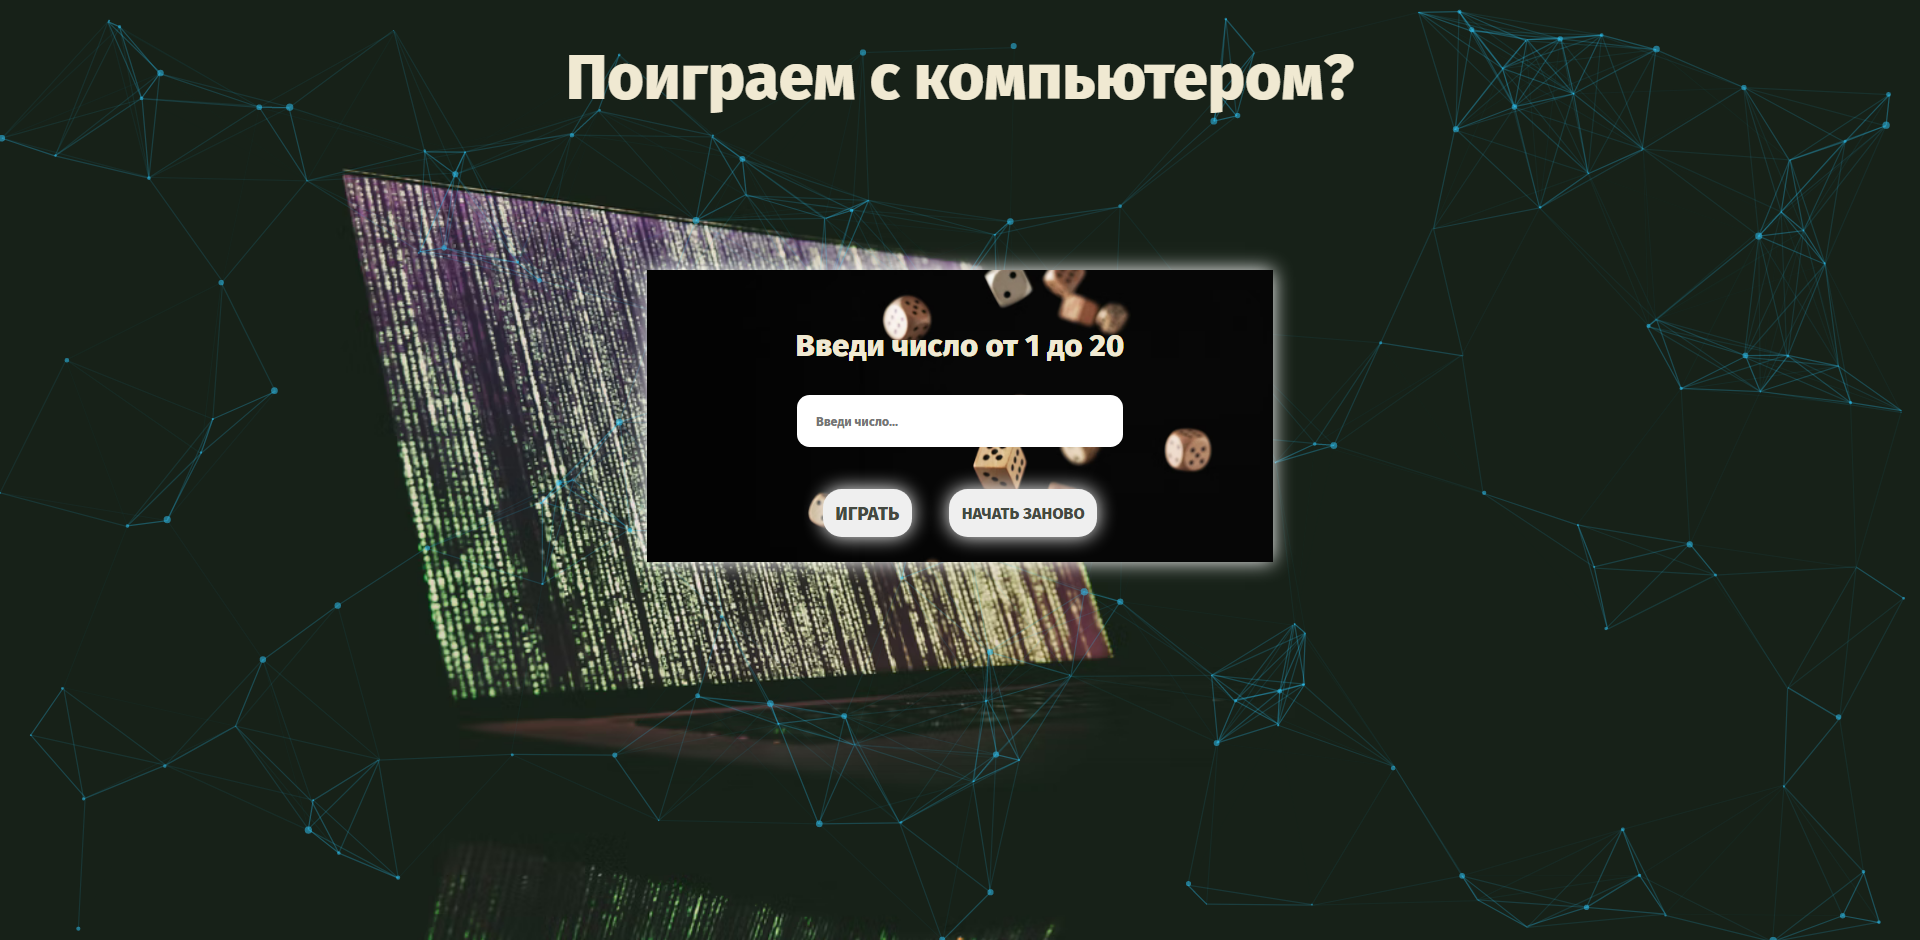 Поиграем с компьютером?
Введи число от 1 до 20
Введи число...
ИГРАТЬ
НАЧАТЬ ЗАНОВО